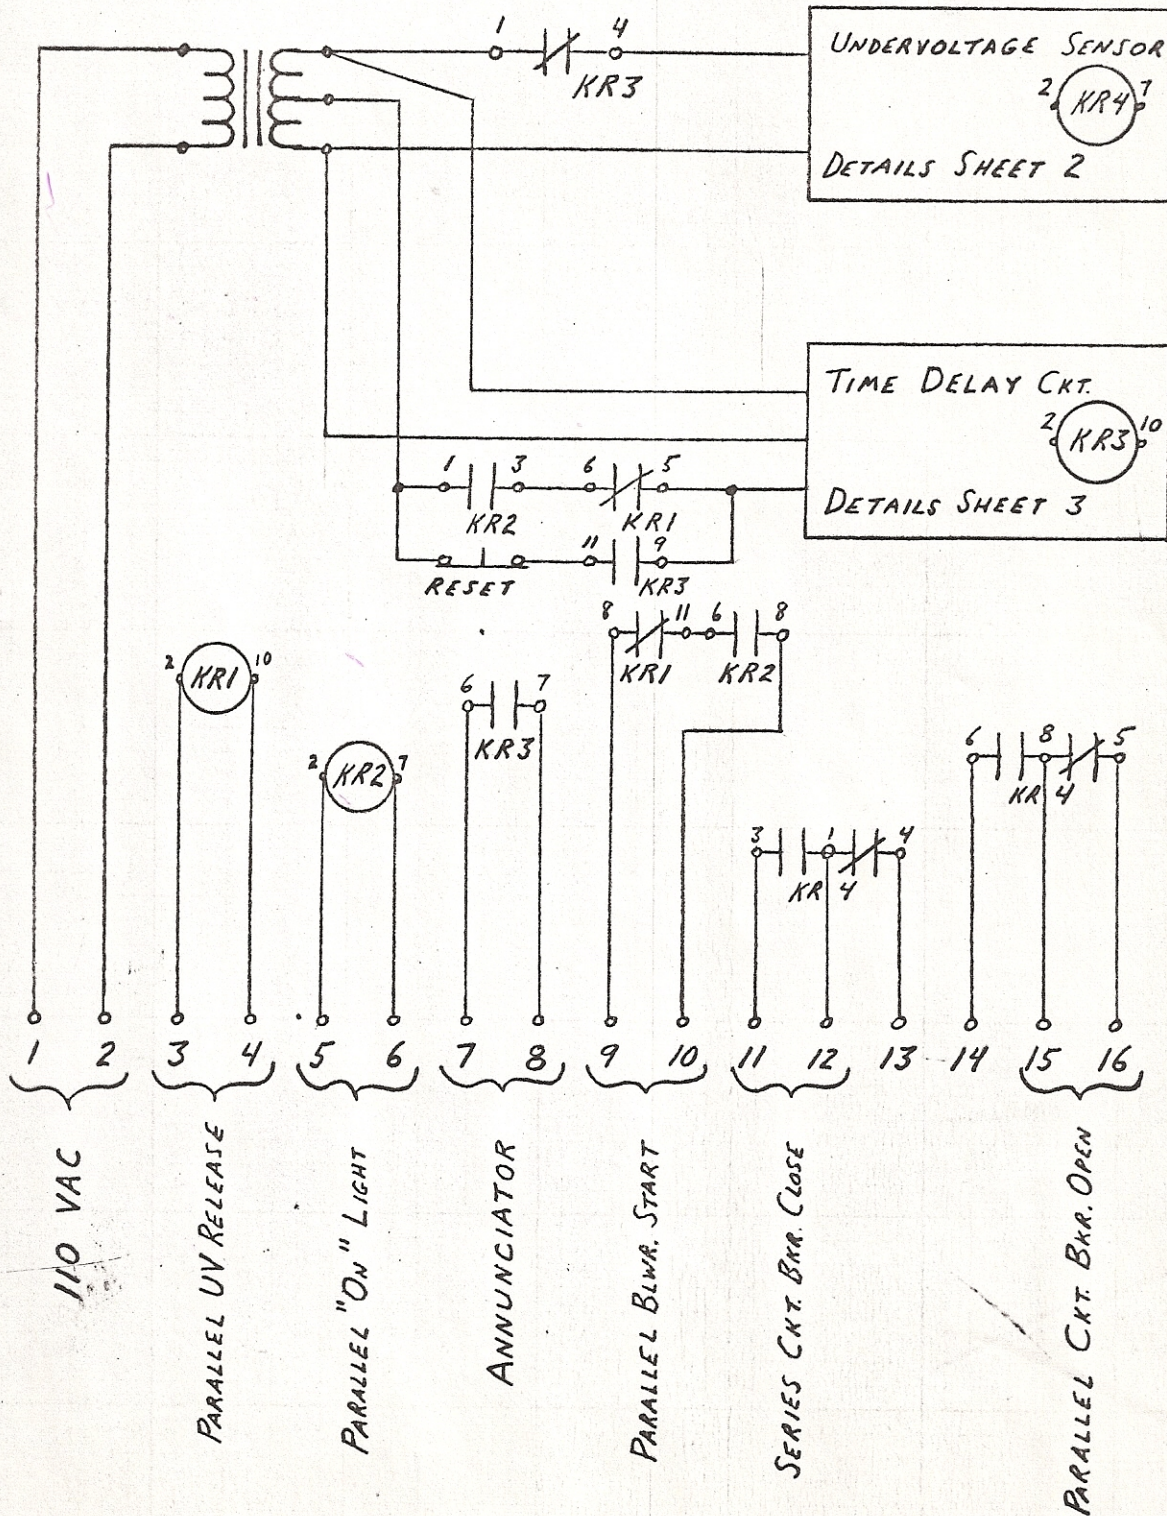 1 4
KR3
UNDERVOLTAGE SENSOR
2 KR4 7
DETAILS SHEET 2
TIME DELAY CKT.
2 KR3 10
DETAILS SHEET 3
1 3 6 5
KR2 KR1
11 9
RESET KR3
8 11 6 8
KR1 KR2
2 KR1 10
6 7
KR3
2 KR2 7
6 8 5
KR 4
3 1 4
KR 4
1 2 3 4 5 6 7 8 9 10 11 12 13 14 15 16
110 VAC
PARALLEL UV RELEASE
PARALLEL "ON" LIGHT
ANNUNCIATOR
PARALLEL BLWR. START
SERIES CKT. BKR. CLOSE
PARALLEL CKT. BKR. OPEN